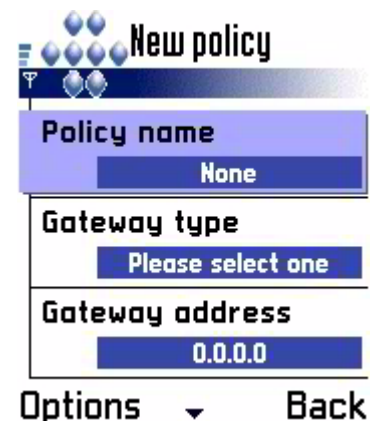 New policy
Policy name
None
Gateway type
Please select one
Gateway address
0.0.0.0
Options Back